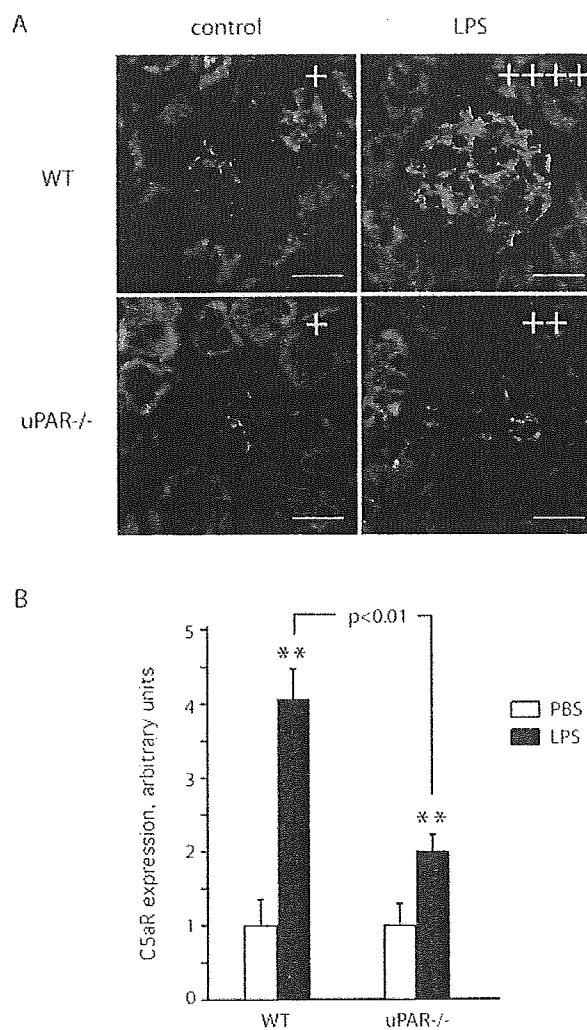 A
control LPS
WT
+ ++++
uPAR-/-
+ ++
B
p<0.01
C5aR expression, arbitrary units
5
4
3
2
1
0
**
**
PBS
LPS
WT uPAR-/-